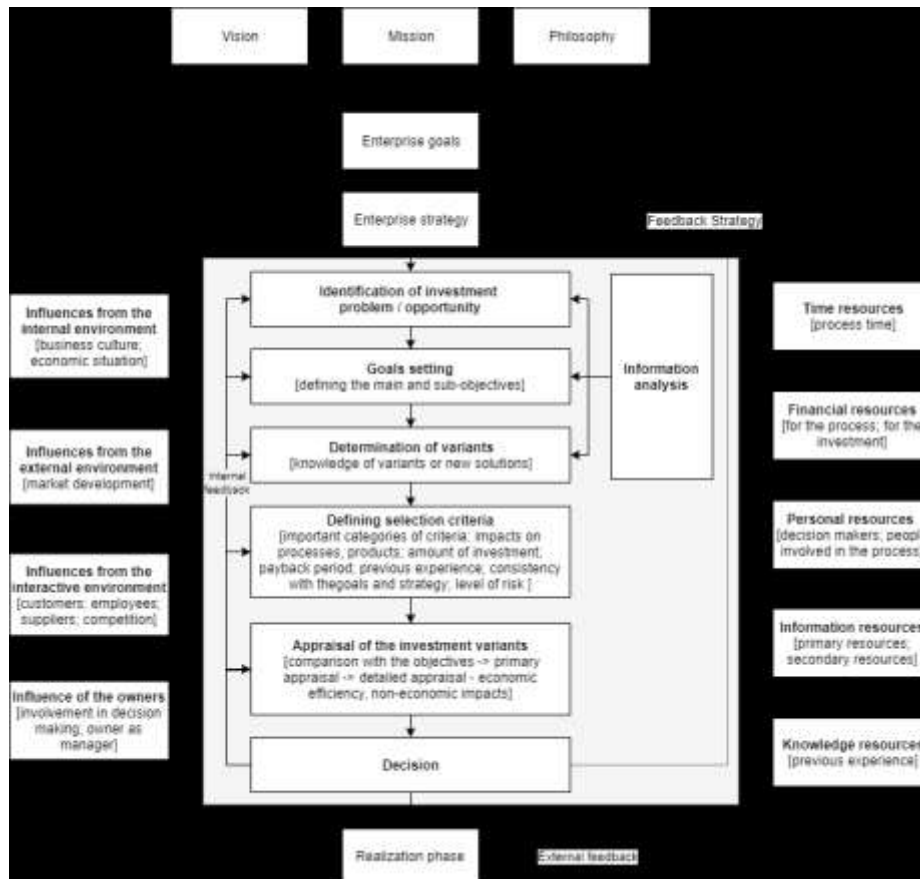 Vision
Mission
Philosophy
Enterprise goals
Enterprise strategy
Feedback Strategy
Identification of investment
problem / opportunity
Goals setting
[defining the main and sub-objectives]
Information
analysis
Determination of variants
[knowledge of variants or new solutions]
Internal
feedback
Defining selection criteria
[important categories of criteria: impacts on
processes, products; amount of investment;
payback period; previous experience; consistency
with thegoals and strategy; level of risk ]
Appraisal of the investment variants
[comparison with the objectives -> primary
appraisal -> detailed appraisal - economic
efficiency, non-economic impacts]
Decision
Influences from the
internal environment
[business culture;
economic situation]
Influences from the
external environment
[market development]
Influences from the
interactive environment
[customers; employees;
suppliers; competition]
Influence of the owners
[involvement in decision
making; owner as
manager]
Time resources
[process time]
Financial resources
[for the process; for the
investment]
Personal resources
[decision makers; people
involved in the process]
Information resources
[primary resources;
secondary resources]
Knowledge resources
[previous experience]
Realization phase
External feedback